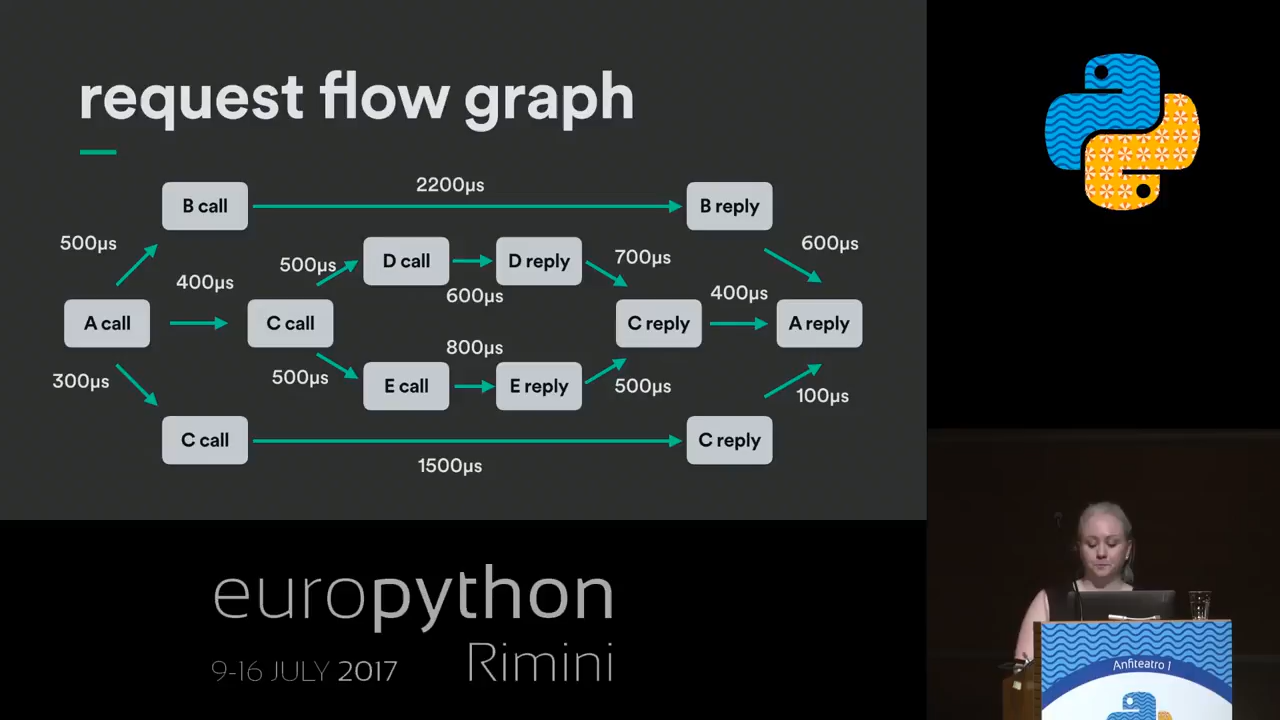 request flow graph
2200µs
B call
B reply
500µs
600µs
500µs
D call
D reply
700µs
400µs
600µs
400µs
A call
C call
C reply
A reply
800µs
300µs
500µs
E call
E reply
500µs
100µs
C call
C reply
1500µs
europython
9-16 JULY 2017
Rimini
Anfiteatro 1